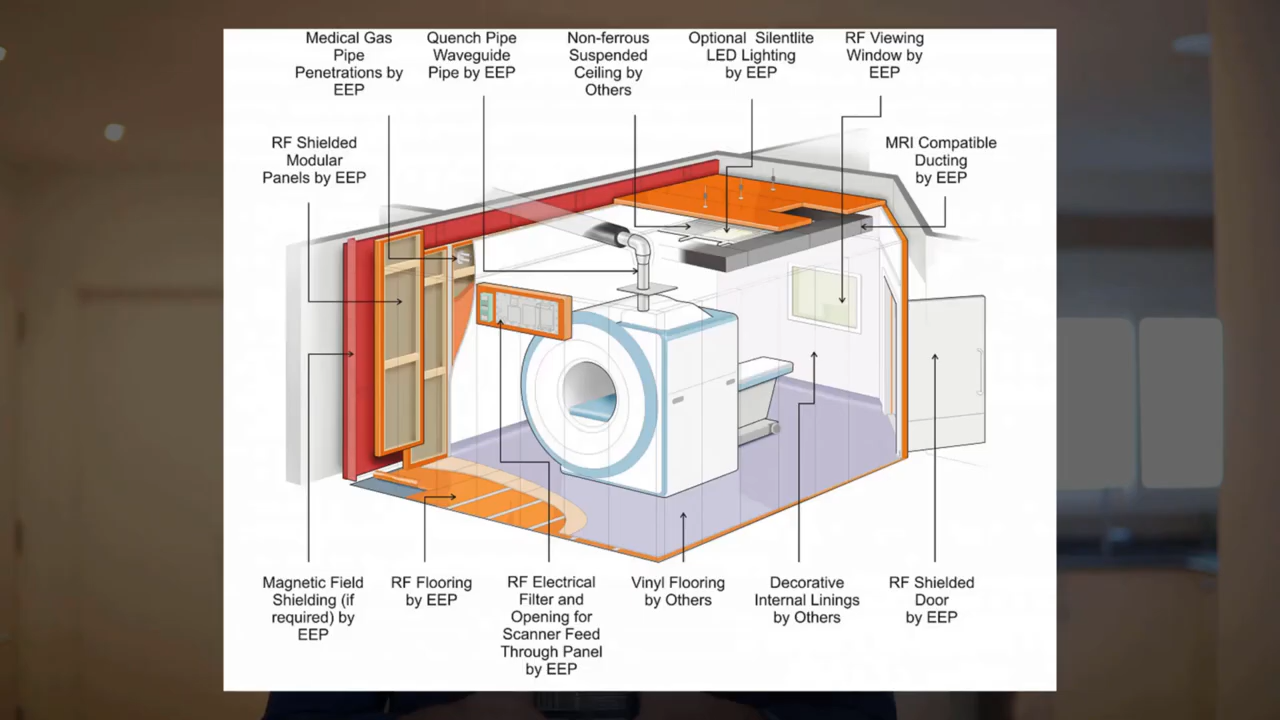 Medical Gas
Pipe
Penetrations by
EEP
Quench Pipe
Waveguide
Pipe by EEP
Non-ferrous
Suspended
Ceiling by
Others
Optional Silentlite
LED Lighting
by EEP
RF Viewing
Window by
EEP
RF Shielded
Modular
Panels by EEP
MRI Compatible
Ducting
by EEP
Magnetic Field
Shielding (if
required) by
EEP
RF Flooring
by EEP
RF Electrical
Filter and
Opening for
Scanner Feed
Through Panel
by EEP
Vinyl Flooring
by Others
Decorative
Internal Linings
by Others
RF Shielded
Door
by EEP